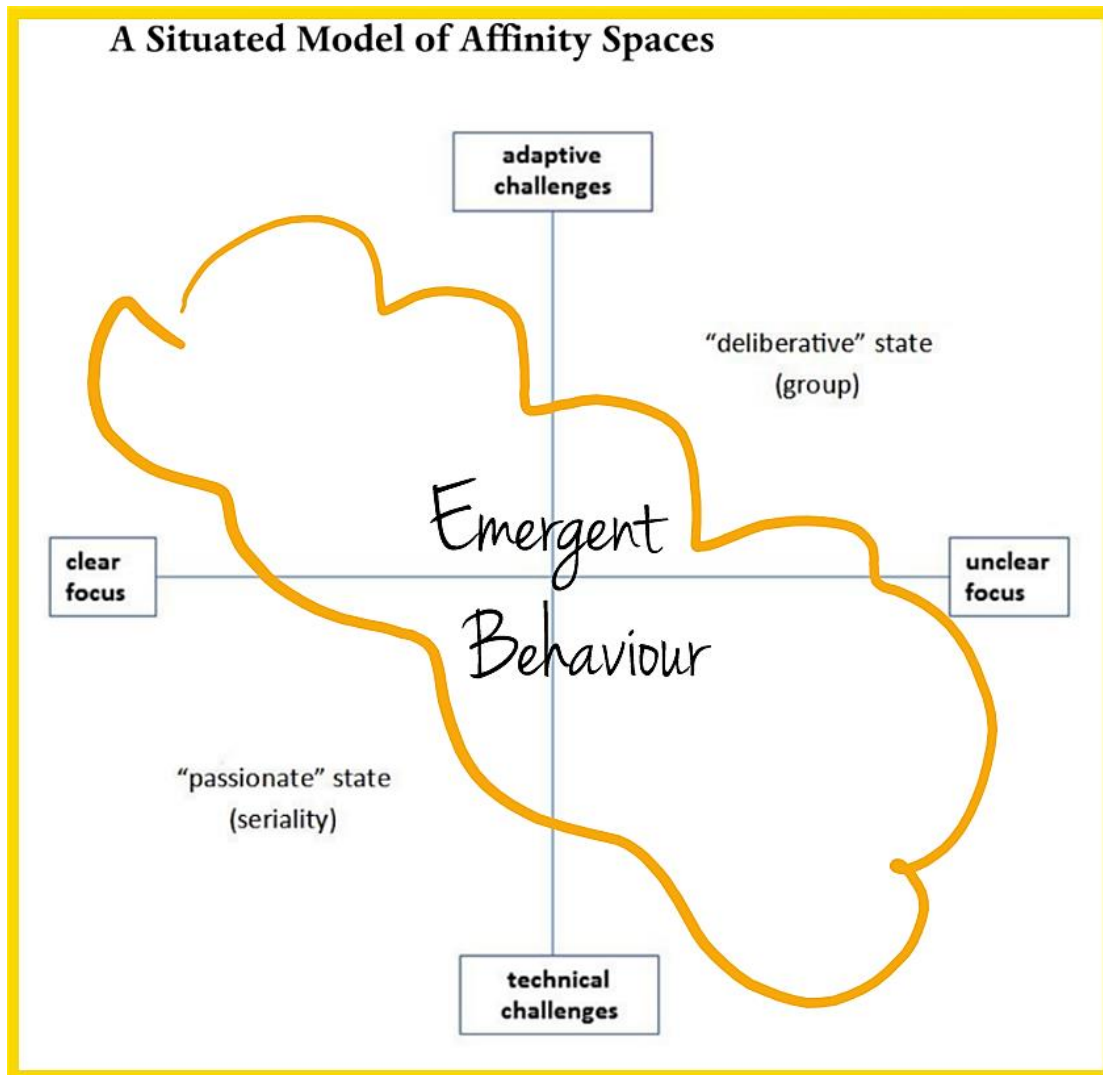 A Situated Model of Affinity Spaces
adaptive
challenges
“deliberative” state
(group)
Emergent
clear
focus
unclear
focus
Behaviour
“passionate” state
(seriality)
technical
challenges